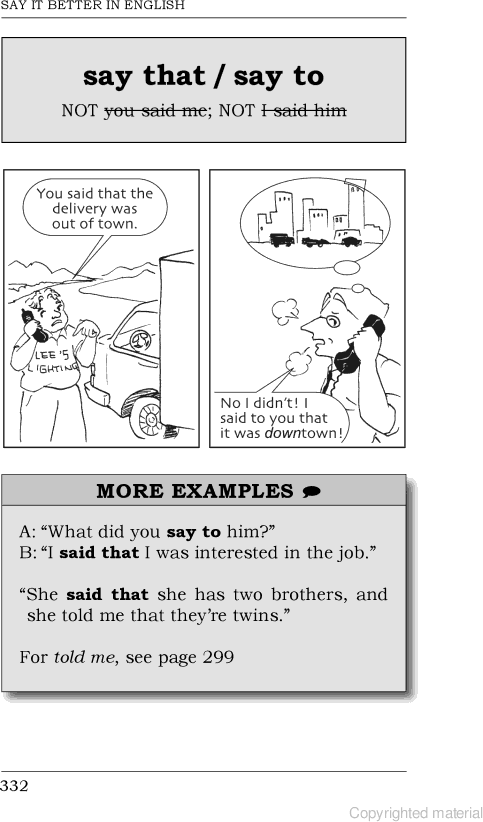 SAY IT BETTER IN ENGLISH
say that / say to
NOT you said me; NOT I said him
You said that the
delivery was
out of town.
LEE'S
LIGHTING
No I didn't! I
said to you that
it was downtown!
MORE EXAMPLES
A: “What did you say to him?”
B: “I said that I was interested in the job.”
“She said that she has two brothers, and
she told me that they're twins.”
For told me, see page 299
332
Copyrighted material